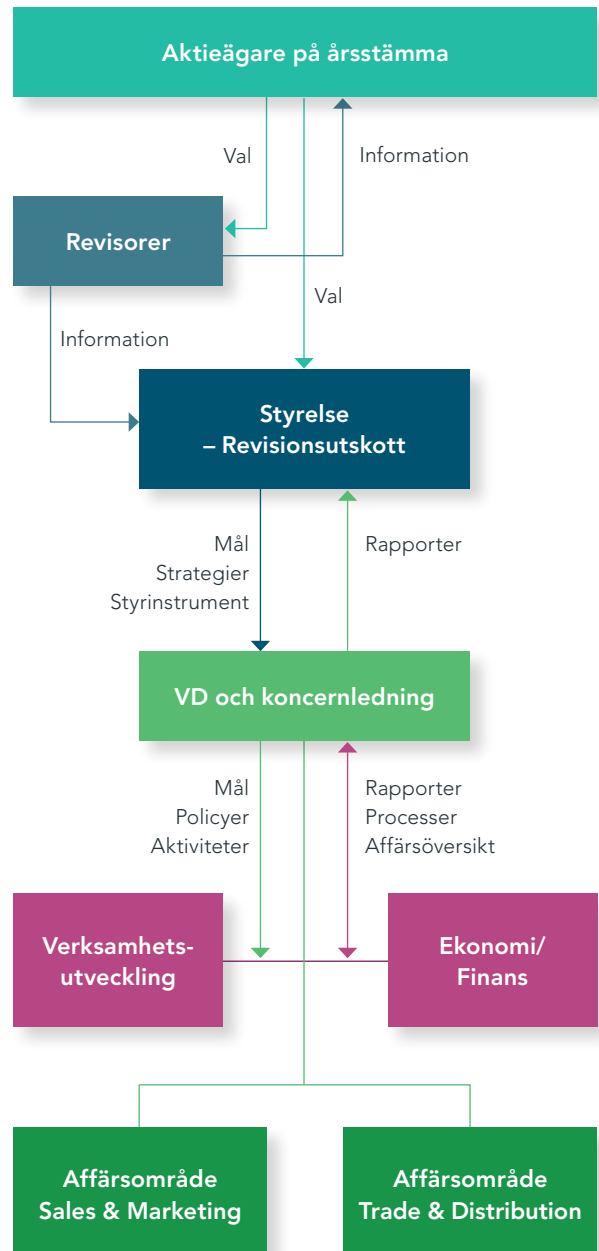 Aktieägare på årsstämma
Val
Information
Revisorer
Val
Information
Styrelse
– Revisionsutskott
Mål
Strategier
Styrinstrument
Rapporter
VD och koncernledning
Mål
Policyer
Aktiviteter
Rapporter
Processer
Affärsöversikt
Verksamhets-
utveckling
Ekonomi/
Finans
Affärsområde
Sales & Marketing
Affärsområde
Trade & Distribution